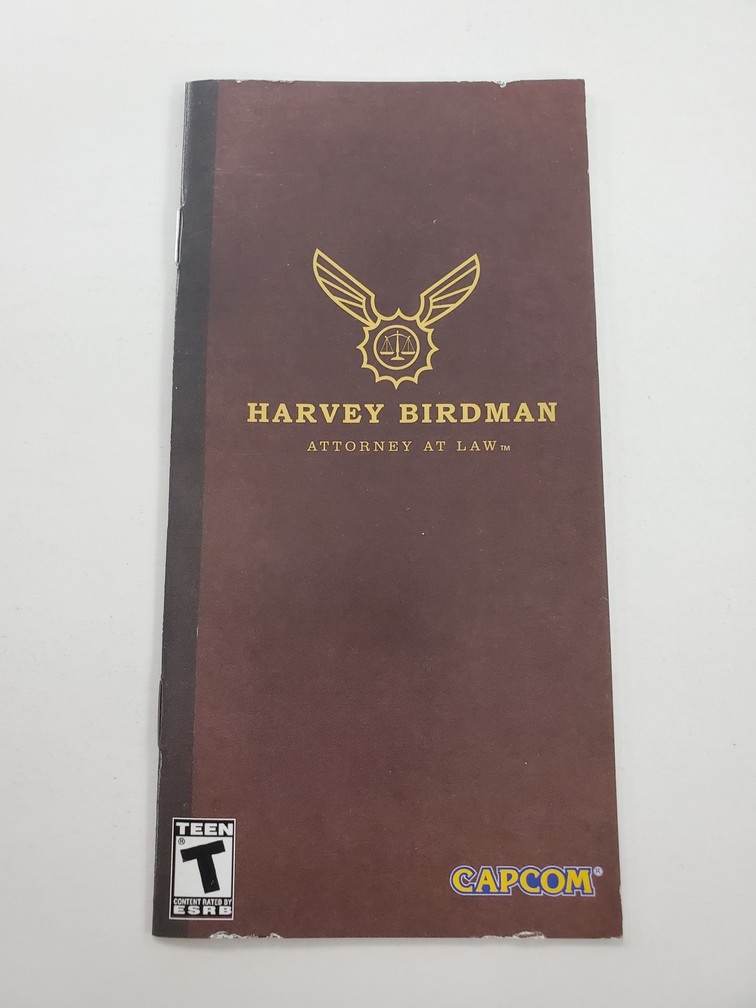 HARVEY BIRDMAN
ATTORNEY AT LAW™
TEEN
®
T
CONTENT RATED BY
ESRB
CAPCOM®